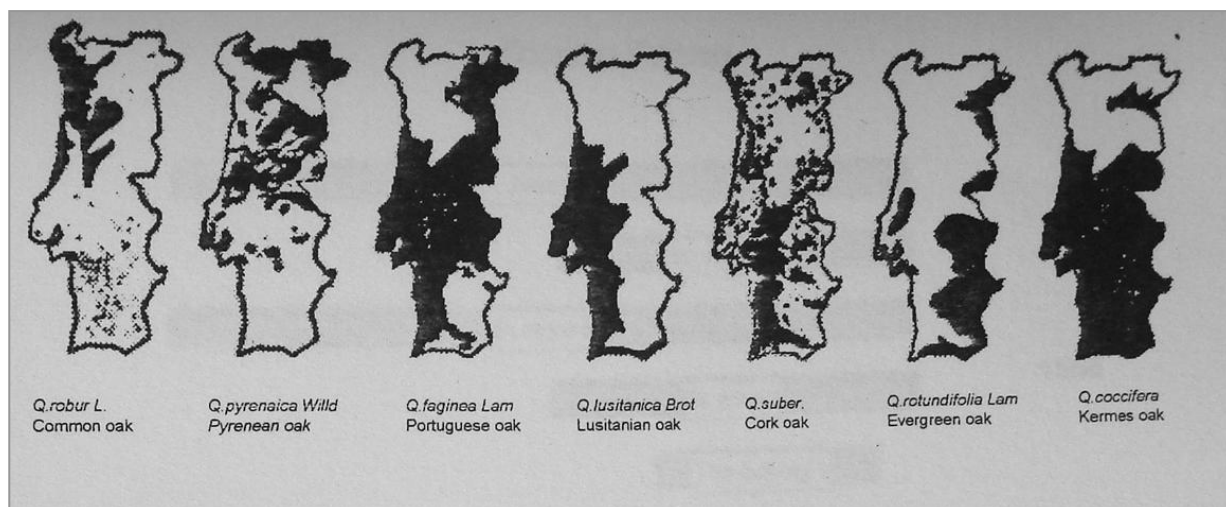 Q.robur L.
Common oak
Q.pyrenaica Willd
Pyrenean oak
Q.faginea Lam
Portuguese oak
Q.lusitanica Brot
Lusitanian oak
Q.suber.
Cork oak
Q.rotundifolia Lam
Evergreen oak
Q.coccifera
Kermes oak